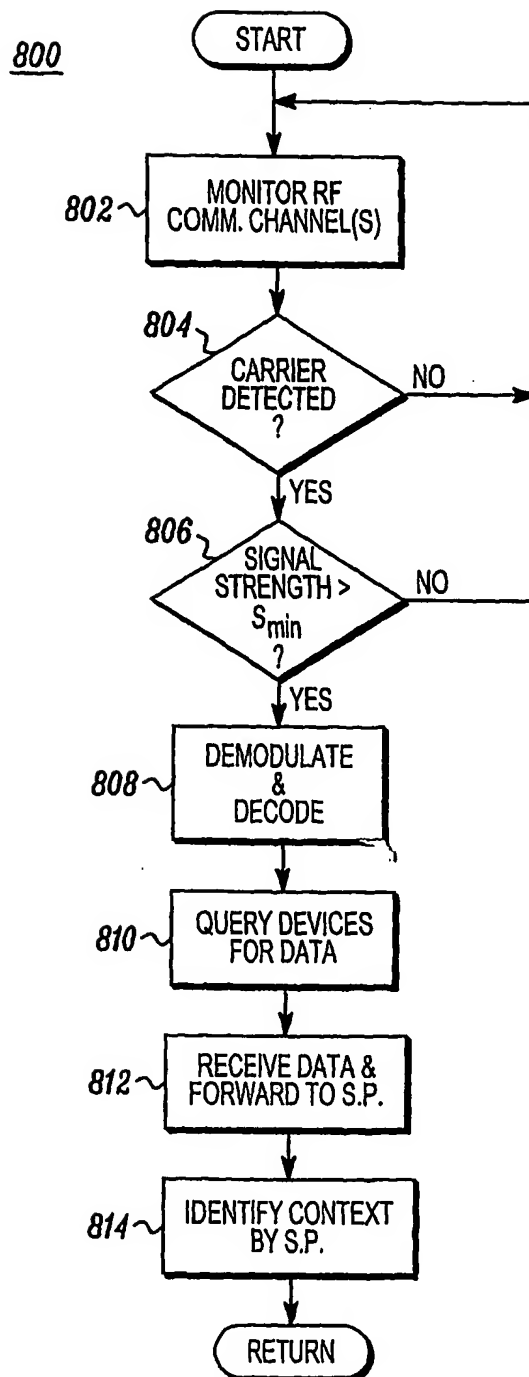 800
START
802
MONITOR RF
COMM. CHANNEL(S)
804
CARRIER
DETECTED
?
NO
YES
806
SIGNAL
STRENGTH >
Smin
?
NO
YES
808
DEMODULATE
&
DECODE
810
QUERY DEVICES
FOR DATA
812
RECEIVE DATA &
FORWARD TO S.P.
814
IDENTIFY CONTEXT
BY S.P.
RETURN